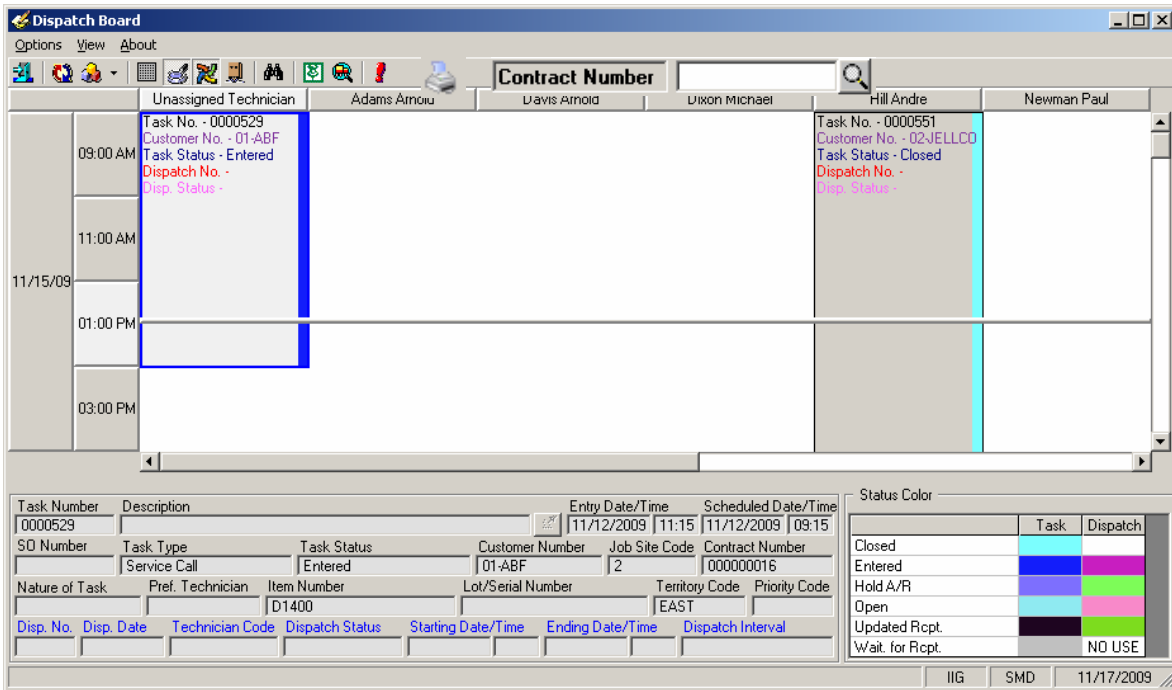 Dispatch Board
Options View About
Contract Number
Unassigned Technician Adams Arnold Davis Arnold Dixon Michael Hill Andre Newman Paul
11/15/09
09:00 AM
11:00 AM
01:00 PM
03:00 PM
Task No. - 0000529
Customer No. - 01-ABF
Task Status - Entered
Dispatch No. -
Disp. Status -
Task No. - 0000551
Customer No. - 02-JELLCO
Task Status - Closed
Dispatch No. -
Disp. Status -
Task Number Description Entry Date/Time Scheduled Date/Time
0000529 11/12/2009 11:15 11/12/2009 09:15
SO Number Task Type Task Status Customer Number Job Site Code Contract Number
Service Call Entered 01-ABF 2 000000016
Nature of Task Pref. Technician Item Number Lot/Serial Number Territory Code Priority Code
D1400 EAST
Disp. No. Disp. Date Technician Code Dispatch Status Starting Date/Time Ending Date/Time Dispatch Interval
Status Color
Task Dispatch
Closed
Entered
Hold A/R
Open
Updated Rcpt.
Wait. for Rcpt. NO USE
IIG SMD 11/17/2009